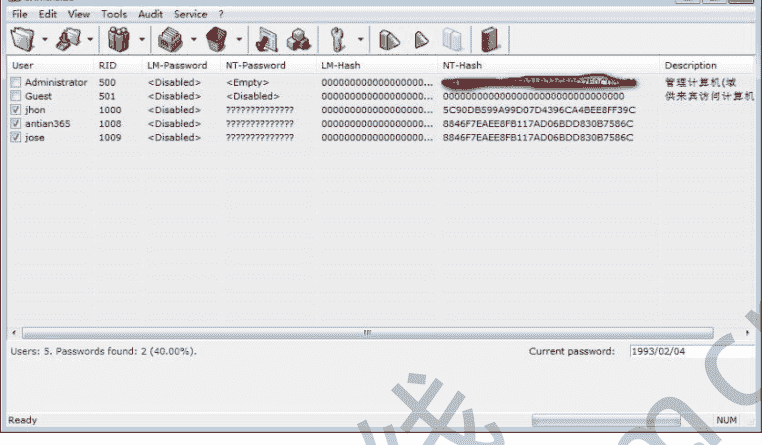 File Edit View Tools Audit Service ?
User RID LM-Password NT-Password LM-Hash NT-Hash Description
Administrator 500 <Disabled> <Empty> 000000000000000000... 管理计算机(域
Guest 501 <Disabled> <Disabled> 000000000000000000... 00000000000000000000000000000000 供来宾访问计算机
jhon 1000 <Disabled> ?????????????? 000000000000000000... 5C90DB599A99D07D4396CA4BEE8FF39C
antian365 1008 <Disabled> ?????????????? 000000000000000000... 8846F7EAEE8FB117AD06BDD830B7586C
jose 1009 <Disabled> ?????????????? 000000000000000000... 8846F7EAEE8FB117AD06BDD830B7586C
Users: 5. Passwords found: 2 (40.00%). Current password: 1993/02/04
Ready NUM